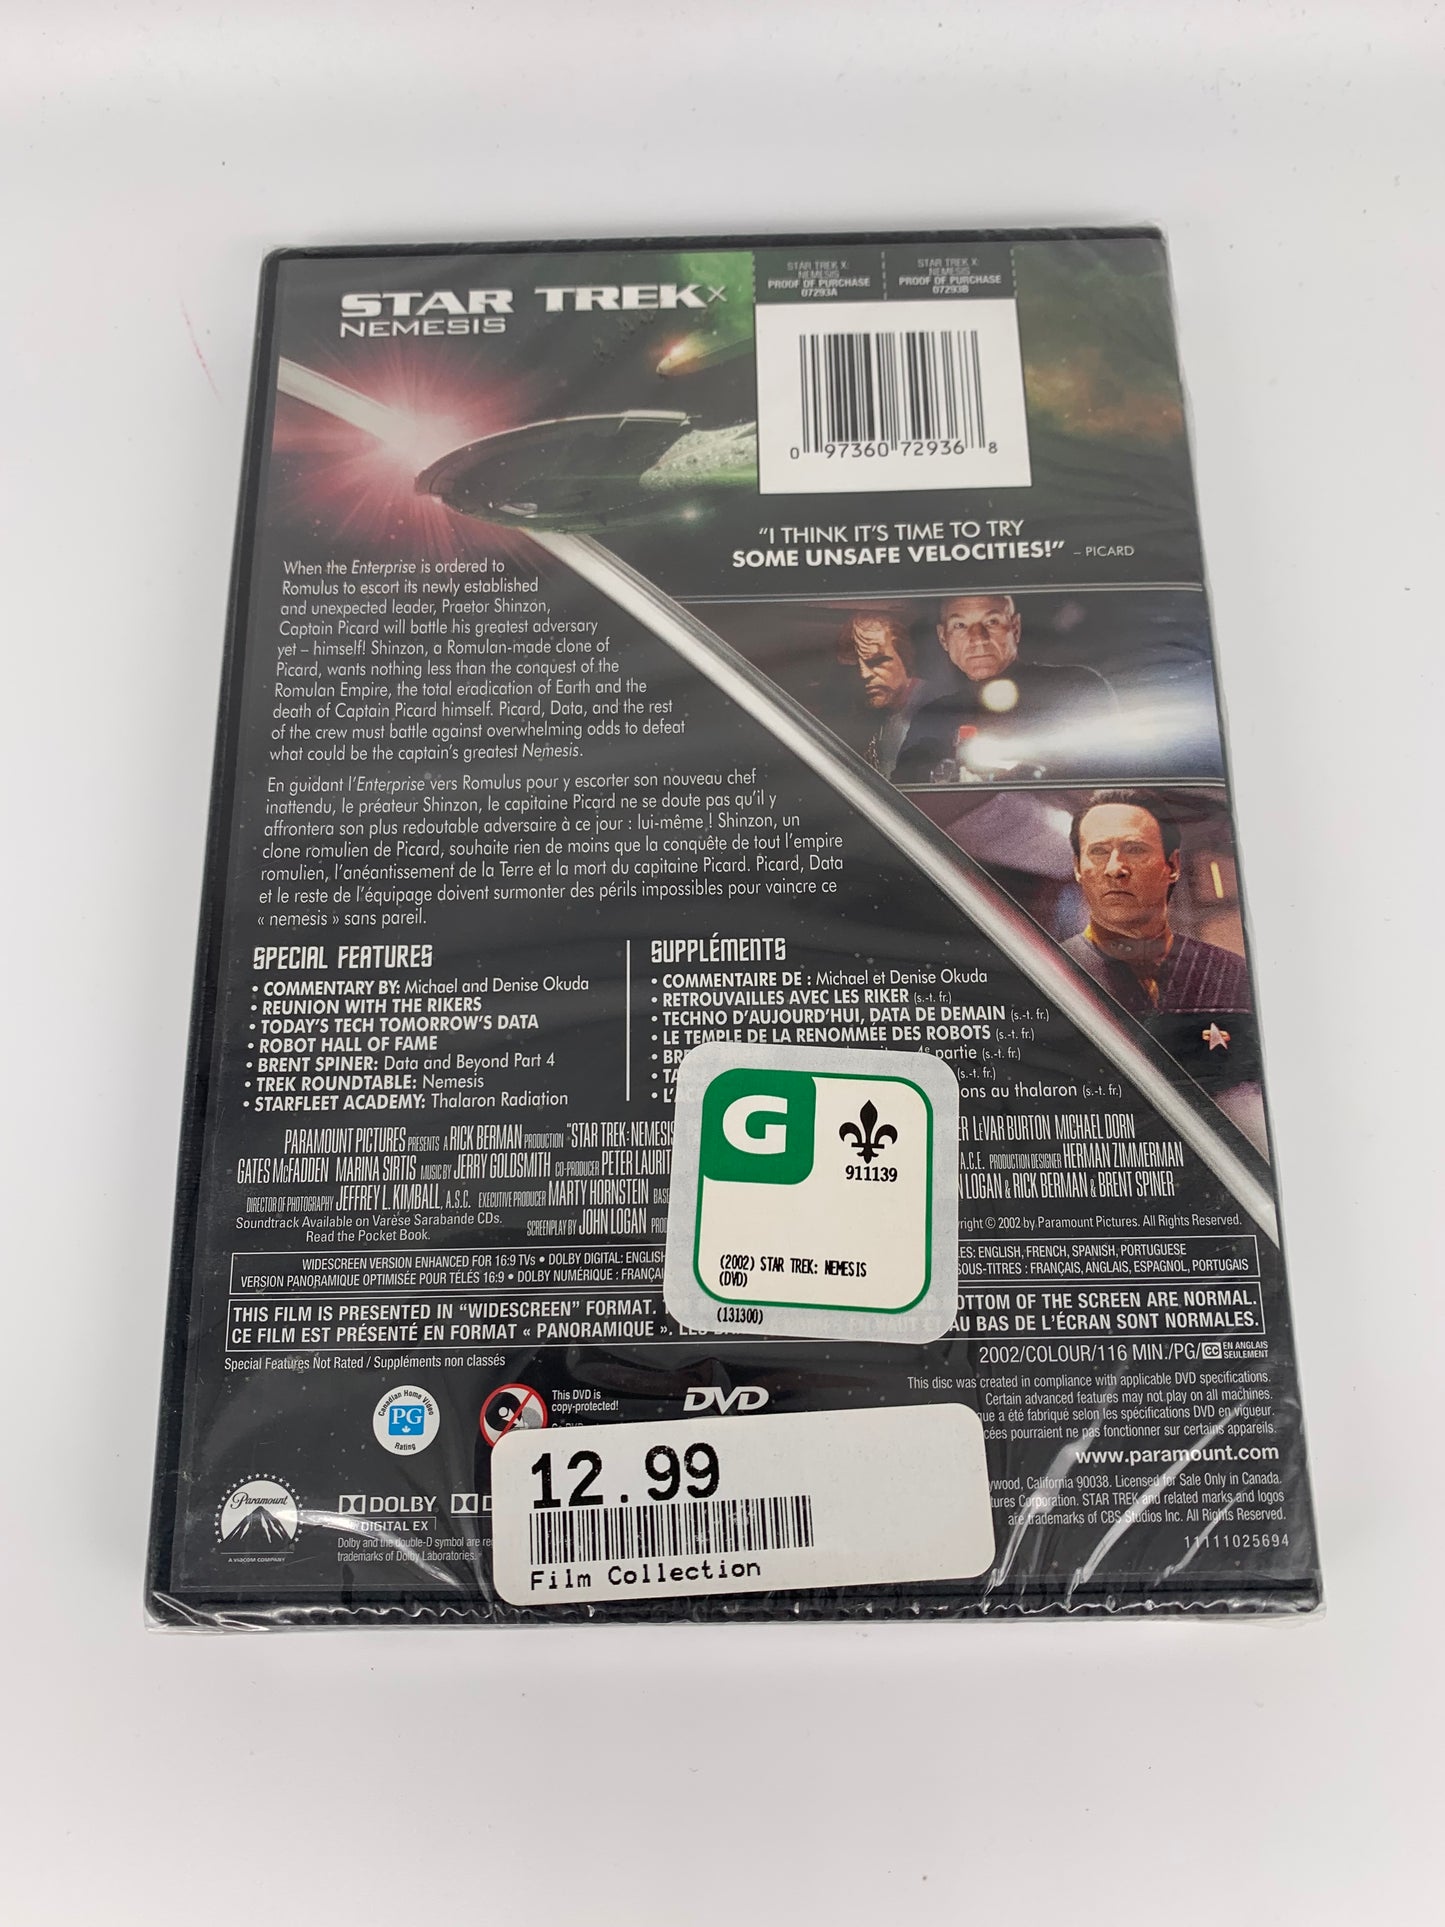 STAR TREK X
NEMESIS
STAR TREK X:
NEMESIS
PROOF OF PURCHASE
07293A
STAR TREK X:
NEMESIS
PROOF OF PURCHASE
07293B
0 97360 72936 8
"I THINK IT'S TIME TO TRY
SOME UNSAFE VELOCITIES!" – PICARD
When the Enterprise is ordered to
Romulus to escort its newly established
and unexpected leader, Praetor Shinzon,
Captain Picard will battle his greatest adversary
yet – himself! Shinzon, a Romulan-made clone of
Picard, wants nothing less than the conquest of the
Romulan Empire, the total eradication of Earth and the
death of Captain Picard himself. Picard, Data, and the rest
of the crew must battle against overwhelming odds to defeat
what could be the captain's greatest Nemesis.
En guidant l'Enterprise vers Romulus pour y escorter son nouveau chef
inattendu, le préateur Shinzon, le capitaine Picard ne se doute pas qu'il y
affrontera son plus redoutable adversaire à ce jour : lui-même ! Shinzon, un
clone romulien de Picard, souhaite rien de moins que la conquête de tout l'empire
romulien, l'anéantissement de la Terre et la mort du capitaine Picard. Picard, Data
et le reste de l'équipage doivent surmonter des périls impossibles pour vaincre ce
« nemesis » sans pareil.
SPECIAL FEATURES
• COMMENTARY BY: Michael and Denise Okuda
• REUNION WITH THE RIKERS
• TODAY'S TECH TOMORROW'S DATA
• ROBOT HALL OF FAME
• BRENT SPINER: Data and Beyond Part 4
• TREK ROUNDTABLE: Nemesis
• STARFLEET ACADEMY: Thalaron Radiation
SUPPLÉMENTS
• COMMENTAIRE DE : Michael et Denise Okuda
• RETROUVAILLES AVEC LES RIKER (s.-t. fr.)
• TECHNO D'AUJOURD'HUI, DATA DE DEMAIN (s.-t. fr.)
• LE TEMPLE DE LA RENOMMÉE DES ROBOTS (s.-t. fr.)
• BR 4e partie (s.-t. fr.)
• TA (s.-t. fr.)
• L'AC ons au thalaron (s.-t. fr.)
PARAMOUNT PICTURES PRESENTS A RICK BERMAN PRODUCTION "STAR TREK: NEMESIS ER LEVAR BURTON MICHAEL DORN
GATES McFADDEN MARINA SIRTIS MUSIC BY JERRY GOLDSMITH CO-PRODUCER PETER LAURIT A.C.E. PRODUCTION DESIGNER HERMAN ZIMMERMAN
DIRECTOR OF PHOTOGRAPHY JEFFREY L. KIMBALL, A.S.C. EXECUTIVE PRODUCER MARTY HORNSTEIN BASE N LOGAN & RICK BERMAN & BRENT SPINER
Soundtrack Available on Varèse Sarabande CDs.
Read the Pocket Book.
SCREENPLAY BY JOHN LOGAN PROD right © 2002 by Paramount Pictures. All Rights Reserved.
WIDESCREEN VERSION ENHANCED FOR 16:9 TVs • DOLBY DIGITAL: ENGLISH LES: ENGLISH, FRENCH, SPANISH, PORTUGUESE
VERSION PANORAMIQUE OPTIMISÉE POUR TÉLÉS 16:9 • DOLBY NUMÉRIQUE : FRANÇAI SOUS-TITRES : FRANÇAIS, ANGLAIS, ESPAGNOL, PORTUGAIS
THIS FILM IS PRESENTED IN "WIDESCREEN" FORMAT. OTTOM OF THE SCREEN ARE NORMAL.
CE FILM EST PRÉSENTÉ EN FORMAT « PANORAMIQUE ». AU BAS DE L'ÉCRAN SONT NORMALES.
G
911139
(2002) STAR TREK: NEMESIS
(DVD)
(131300)
Special Features Not Rated / Suppléments non classés
2002/COLOUR/116 MIN./PG/ CC EN ANGLAIS SEULEMENT
Canadian Home Video
PG
Rating
This DVD is
copy-protected!
DVD
This disc was created in compliance with applicable DVD specifications.
Certain advanced features may not play on all machines.
que a été fabriqué selon les spécifications DVD en vigueur.
cées pourraient ne pas fonctionner sur certains appareils.
www.paramount.com
ywood, California 90038. Licensed for Sale Only in Canada.
tures Corporation. STAR TREK and related marks and logos
are trademarks of CBS Studios Inc. All Rights Reserved.
11111025694
Paramount
A VIACOM COMPANY
DOLBY
DIGITAL EX
Dolby and the double-D symbol are re
trademarks of Dolby Laboratories.
12.99
Film Collection